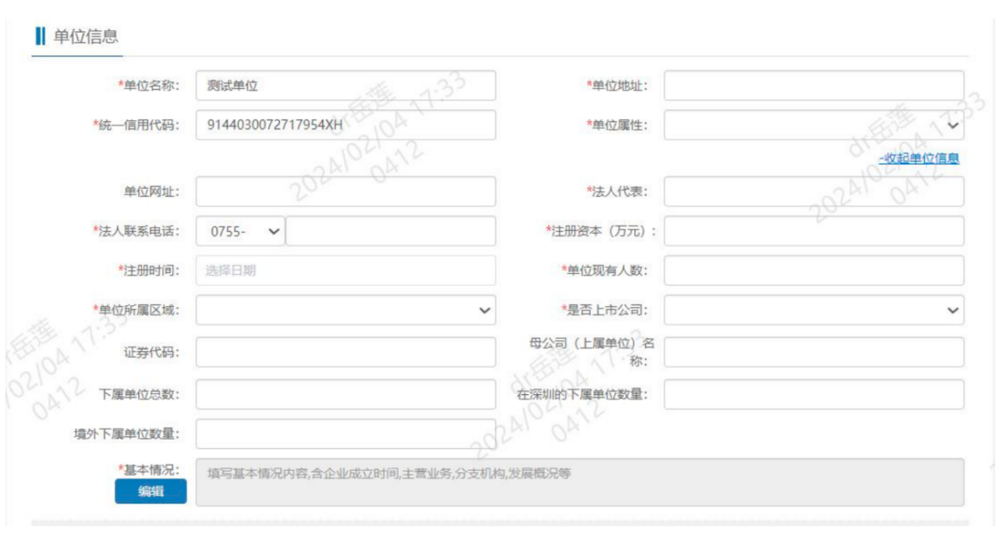 单位信息
*单位名称: 测试单位 *单位地址:
*统一信用代码: 9144030072717954XH *单位属性:
-收起单位信息
单位网址: *法人代表:
*法人联系电话: 0755- *注册资本（万元）:
*注册时间: 选择日期 *单位现有人数:
*单位所属区域: *是否上市公司:
证券代码: 母公司（上属单位）名
称:
下属单位总数: 在深圳的下属单位数量:
境外下属单位数量:
*基本情况: 填写基本情况内容,含企业成立时间,主营业务,分支机构,发展概况等
编辑
dr岳莲
2024/02/04 17:33
0412
dr岳莲
2024/02/04 17:33
0412
r岳莲
02/04 17:33
0412
dr岳莲
2024/02/04 17:33
0412